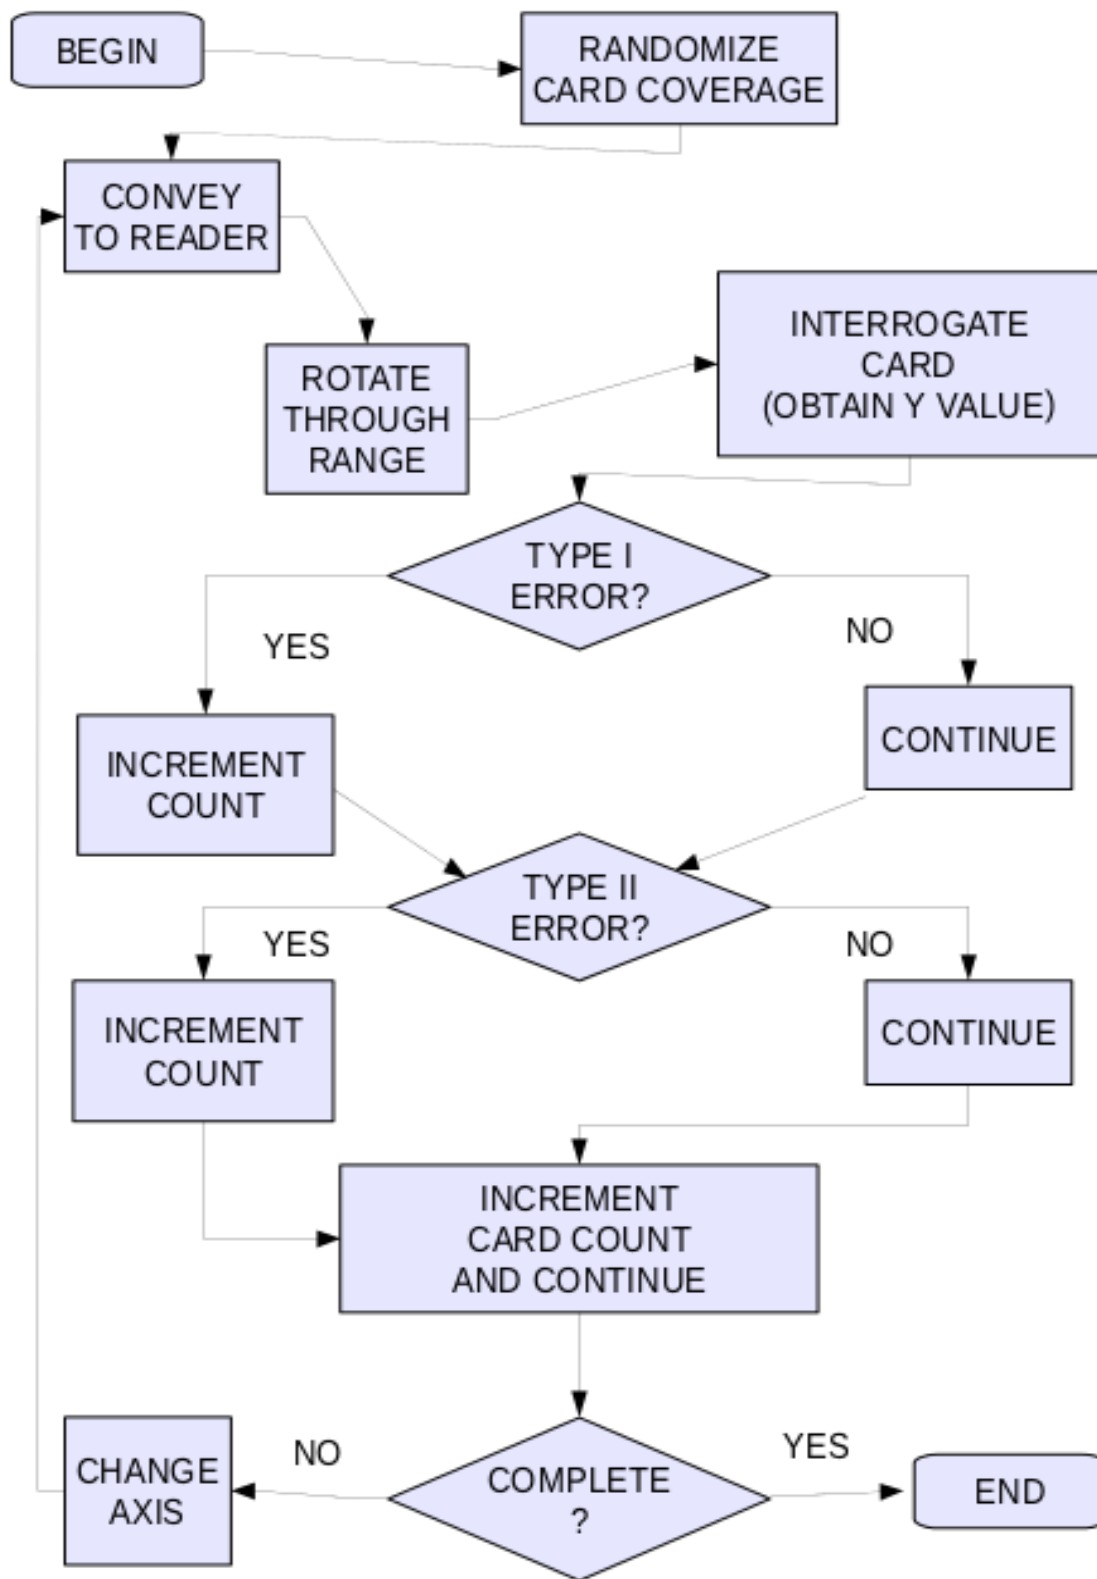 BEGIN
RANDOMIZE
CARD COVERAGE
CONVEY
TO READER
ROTATE
THROUGH
RANGE
INTERROGATE
CARD
(OBTAIN Y VALUE)
TYPE I
ERROR?
YES
NO
INCREMENT
COUNT
CONTINUE
TYPE II
ERROR?
YES
NO
INCREMENT
COUNT
CONTINUE
INCREMENT
CARD COUNT
AND CONTINUE
COMPLETE
?
NO
YES
CHANGE
AXIS
END